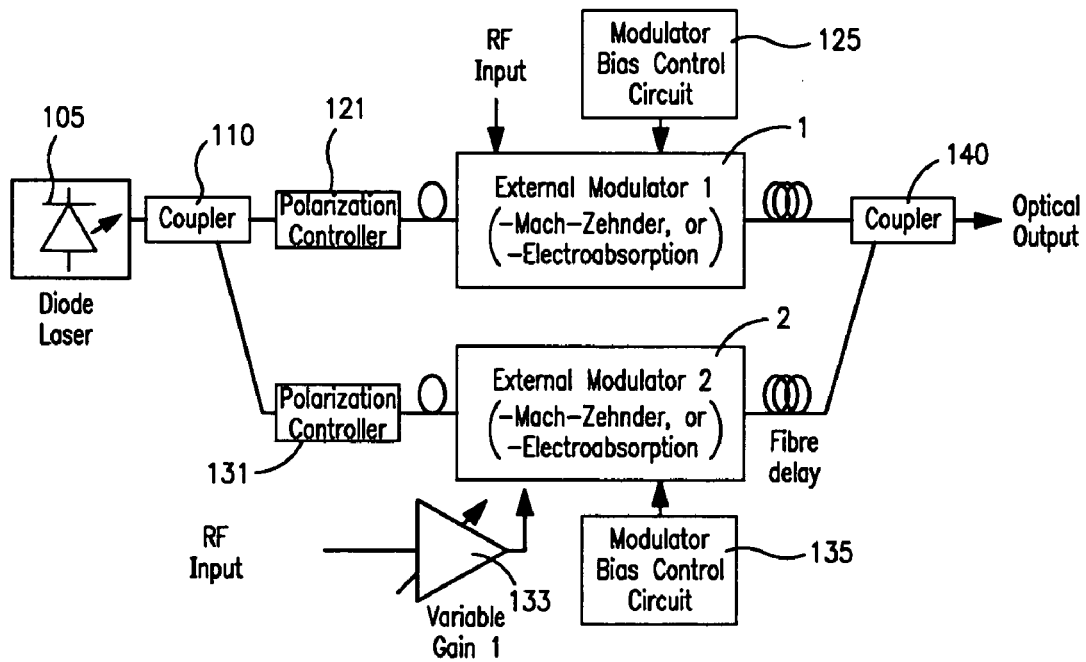 RF
Input
Modulator
Bias Control
Circuit
125
105
110
121
1
140
Coupler
Polarization
Controller
External Modulator 1
(-Mach-Zehnder, or
-Electroabsorption)
Coupler
Optical
Output
Diode
Laser
2
Polarization
Controller
External Modulator 2
(-Mach-Zehnder, or
-Electroabsorption)
131
Fibre
delay
RF
Input
133
Variable
Gain 1
Modulator
Bias Control
Circuit
135